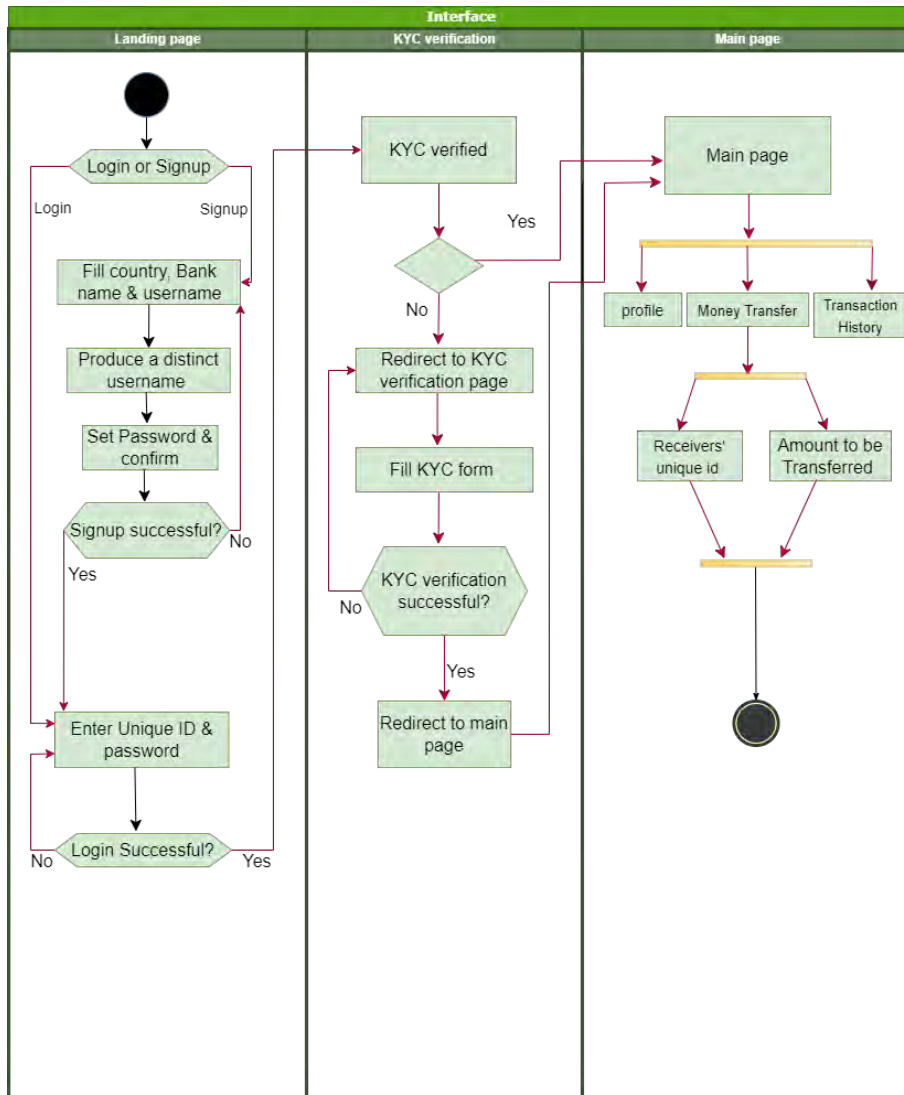 Interface
Landing page
KYC verification
Main page
Login or Signup
Login
Signup
Fill country, Bank
name & username
Produce a distinct
username
Set Password &
confirm
Signup successful?
No
Yes
Enter Unique ID &
password
Login Successful?
No
Yes
KYC verified
Yes
No
Redirect to KYC
verification page
Fill KYC form
KYC verification
successful?
No
Yes
Redirect to main
page
Main page
profile
Money Transfer
Transaction
History
Receivers'
unique id
Amount to be
Transferred